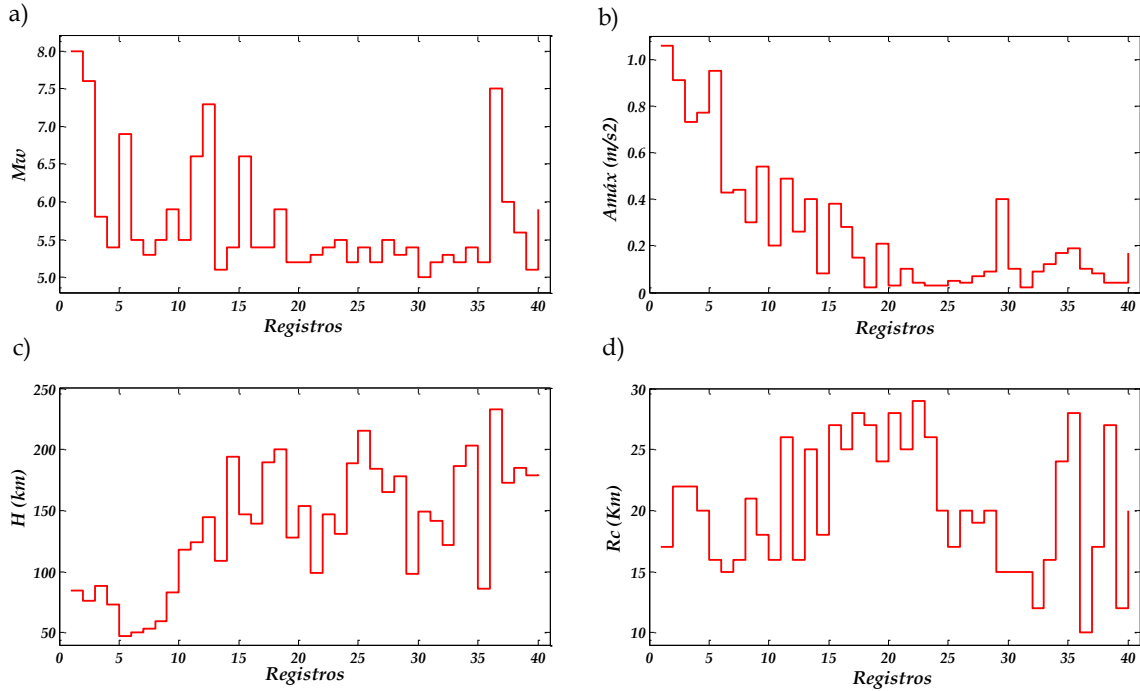 a)
8.0
7.5
7.0
6.5
6.0
5.5
5.0
Mw
0 5 10 15 20 25 30 35 40
Registros
b)
1.0
0.8
0.6
0.4
0.2
0
Amáx (m/s2)
0 5 10 15 20 25 30 35 40
Registros
c)
250
200
150
100
50
H (km)
0 5 10 15 20 25 30 35 40
Registros
d)
30
25
20
15
10
Rc (Km)
0 5 10 15 20 25 30 35 40
Registros